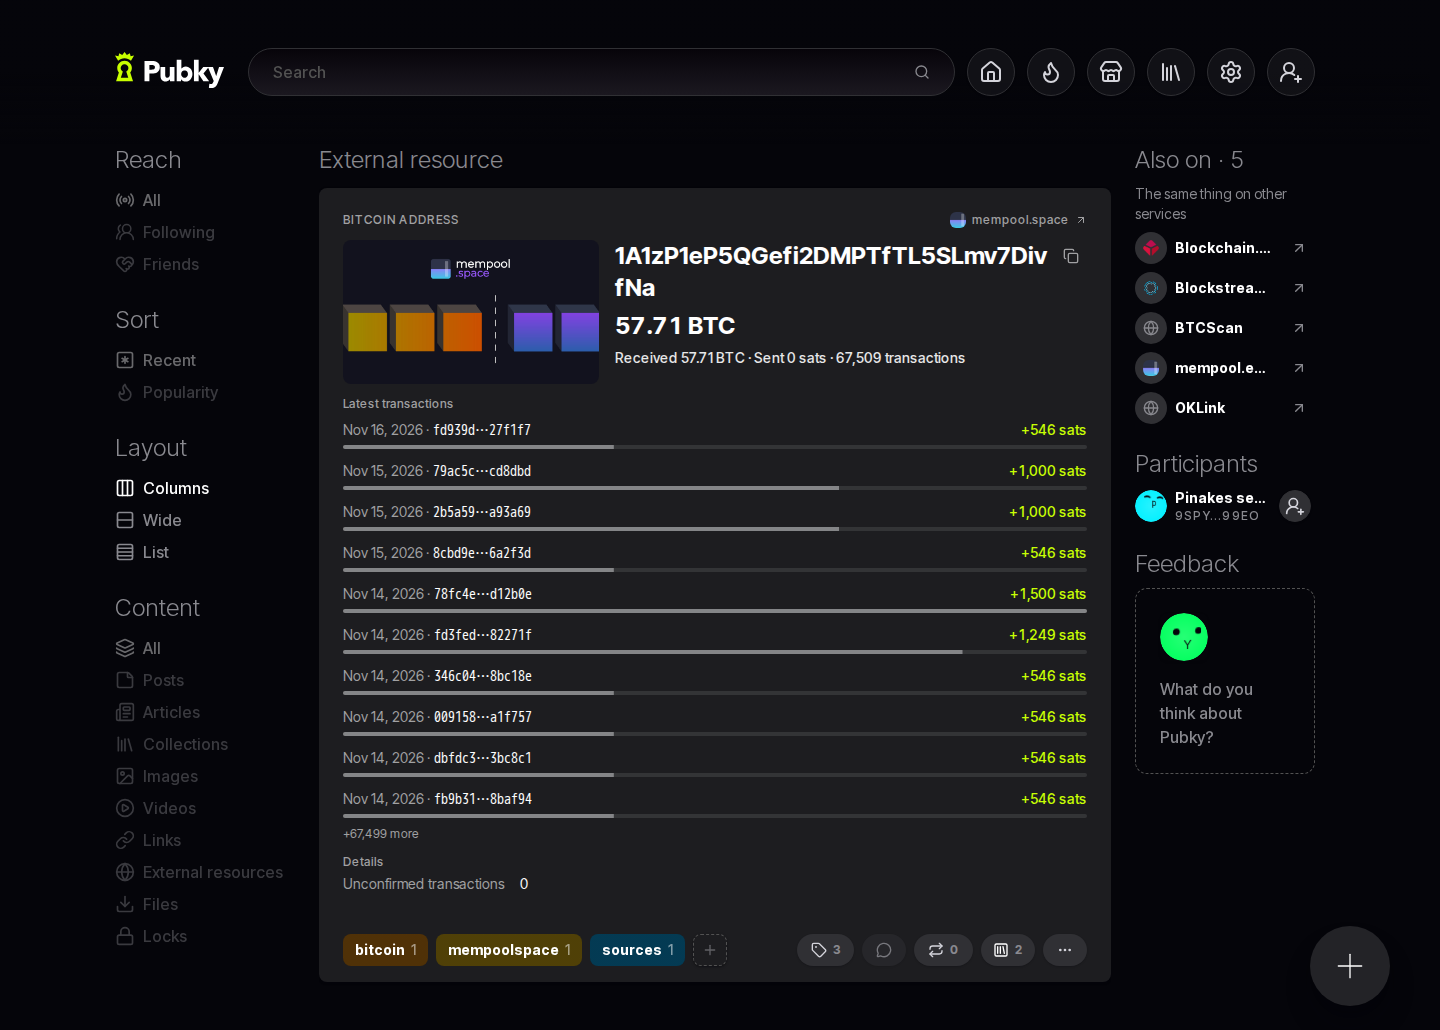 Pubky
Search
Reach
All
Following
Friends
Sort
Recent
Popularity
Layout
Columns
Wide
List
Content
All
Posts
Articles
Collections
Images
Videos
Links
External resources
Files
Locks
External resource
BITCOIN ADDRESS
mempool.space
mempool
.space
1A1zP1eP5QGefi2DMPTfTL5SLmv7Div
fNa
57.71 BTC
Received 57.71 BTC · Sent 0 sats · 67,509 transactions
Latest transactions
Nov 16, 2026 · fd939d···27f1f7 +546 sats
Nov 15, 2026 · 79ac5c···cd8dbd +1,000 sats
Nov 15, 2026 · 2b5a59···a93a69 +1,000 sats
Nov 15, 2026 · 8cbd9e···6a2f3d +546 sats
Nov 14, 2026 · 78fc4e···d12b0e +1,500 sats
Nov 14, 2026 · fd3fed···82271f +1,249 sats
Nov 14, 2026 · 346c04···8bc18e +546 sats
Nov 14, 2026 · 009158···a1f757 +546 sats
Nov 14, 2026 · dbfdc3···3bc8c1 +546 sats
Nov 14, 2026 · fb9b31···8baf94 +546 sats
+67,499 more
Details
Unconfirmed transactions 0
bitcoin 1 mempoolspace 1 sources 1
3 0 2
Also on · 5
The same thing on other
services
Blockchain....
Blockstrea...
BTCScan
mempool.e...
OKLink
Participants
Pinakes se...
9SPY...99EO
Feedback
What do you
think about
Pubky?